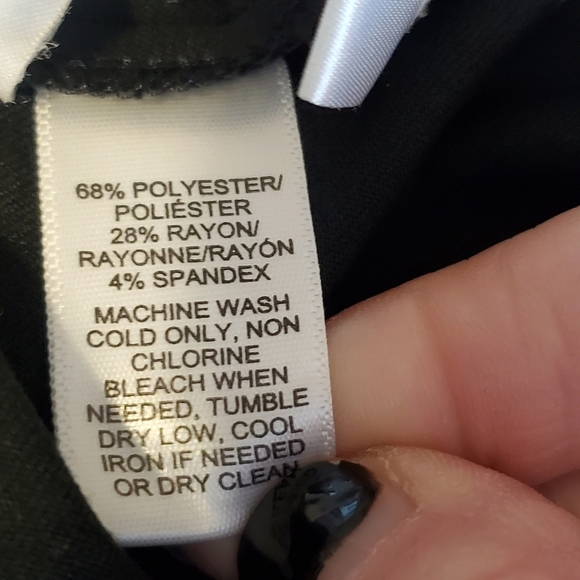 68% POLYESTER/
POLIÉSTER
28% RAYON/
RAYONNE/RAYÓN
4% SPANDEX
MACHINE WASH
COLD ONLY, NON
CHLORINE
BLEACH WHEN
NEEDED, TUMBLE
DRY LOW, COOL
IRON IF NEEDED
OR DRY CLEAN